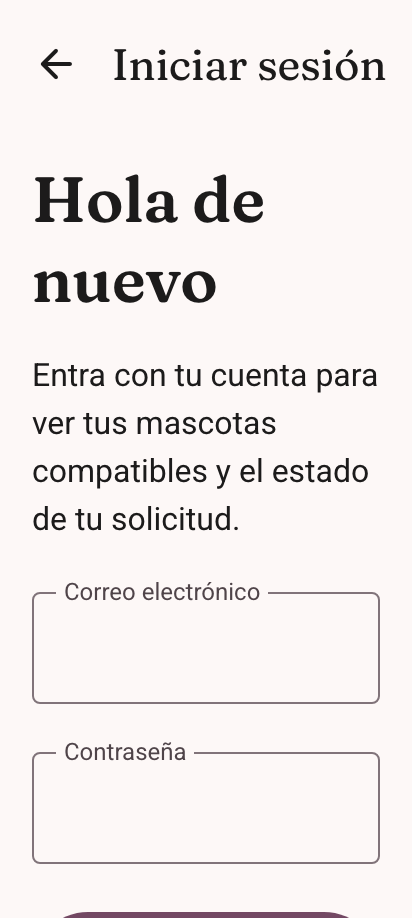 Iniciar sesión
Hola de
nuevo
Entra con tu cuenta para
ver tus mascotas
compatibles y el estado
de tu solicitud.
Correo electrónico
Contraseña